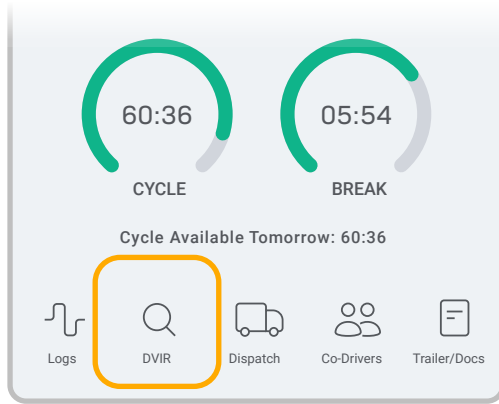 60:36
05:54
CYCLE
BREAK
Cycle Available Tomorrow: 60:36
Logs
DVIR
Dispatch
Co-Drivers
Trailer/Docs